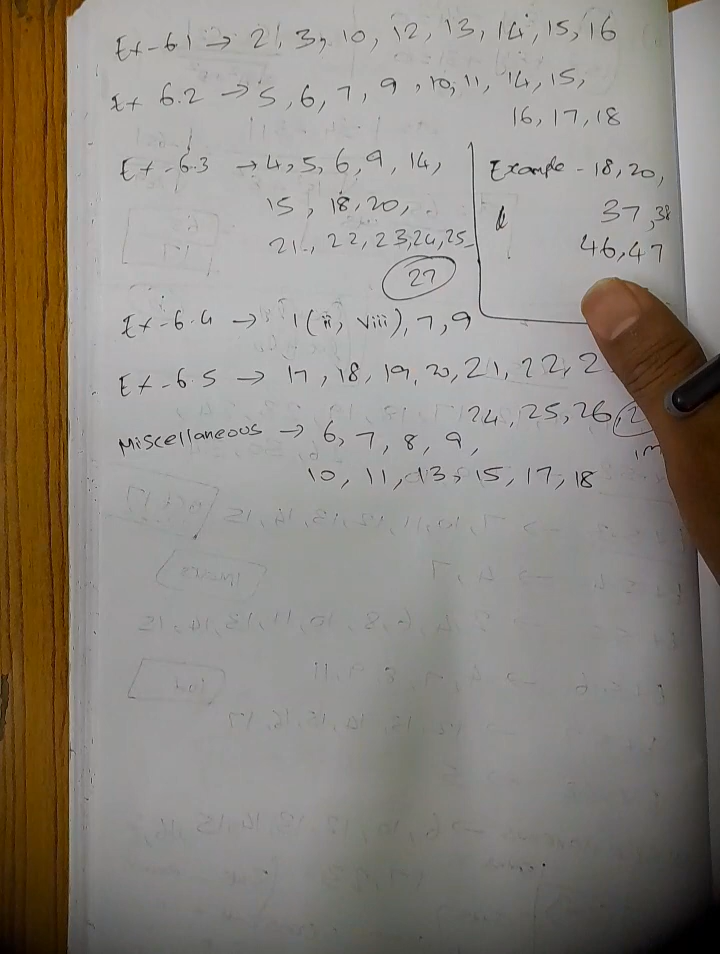 Ex-6.1 → 2, 3, 10, 12, 13, 14, 15, 16
Ex 6.2 → 5, 6, 7, 9, 10, 11, 14, 15,
16, 17, 18
Ex-6.3 → 4, 5, 6, 9, 14,
15, 18, 20,
21, 22, 23, 24, 25
27
Example - 18, 20,
37, 38
46, 47
Ex-6.4 → 1(ii, viii), 7, 9
Ex-6.5 → 17, 18, 19, 20, 21, 22, 2
24, 25, 26, 2
Miscellaneous → 6, 7, 8, 9,
10, 11, 13, 15, 17, 18